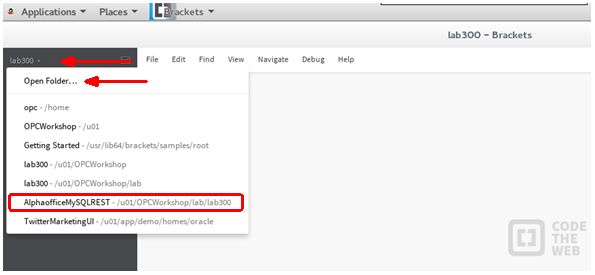 Applications Places Brackets
lab300 - Brackets
lab300 File Edit Find View Navigate Debug Help
Open Folder...
opc - /home
OPCWorkshop - /u01
Getting Started - /usr/lib64/brackets/samples/root
lab300 - /u01/OPCWorkshop
lab300 - /u01/OPCWorkshop/lab
AlphaofficeMySQLREST - /u01/OPCWorkshop/lab/lab300
TwitterMarketingUI - /u01/app/demo/homes/oracle
CODE
THE
WEB